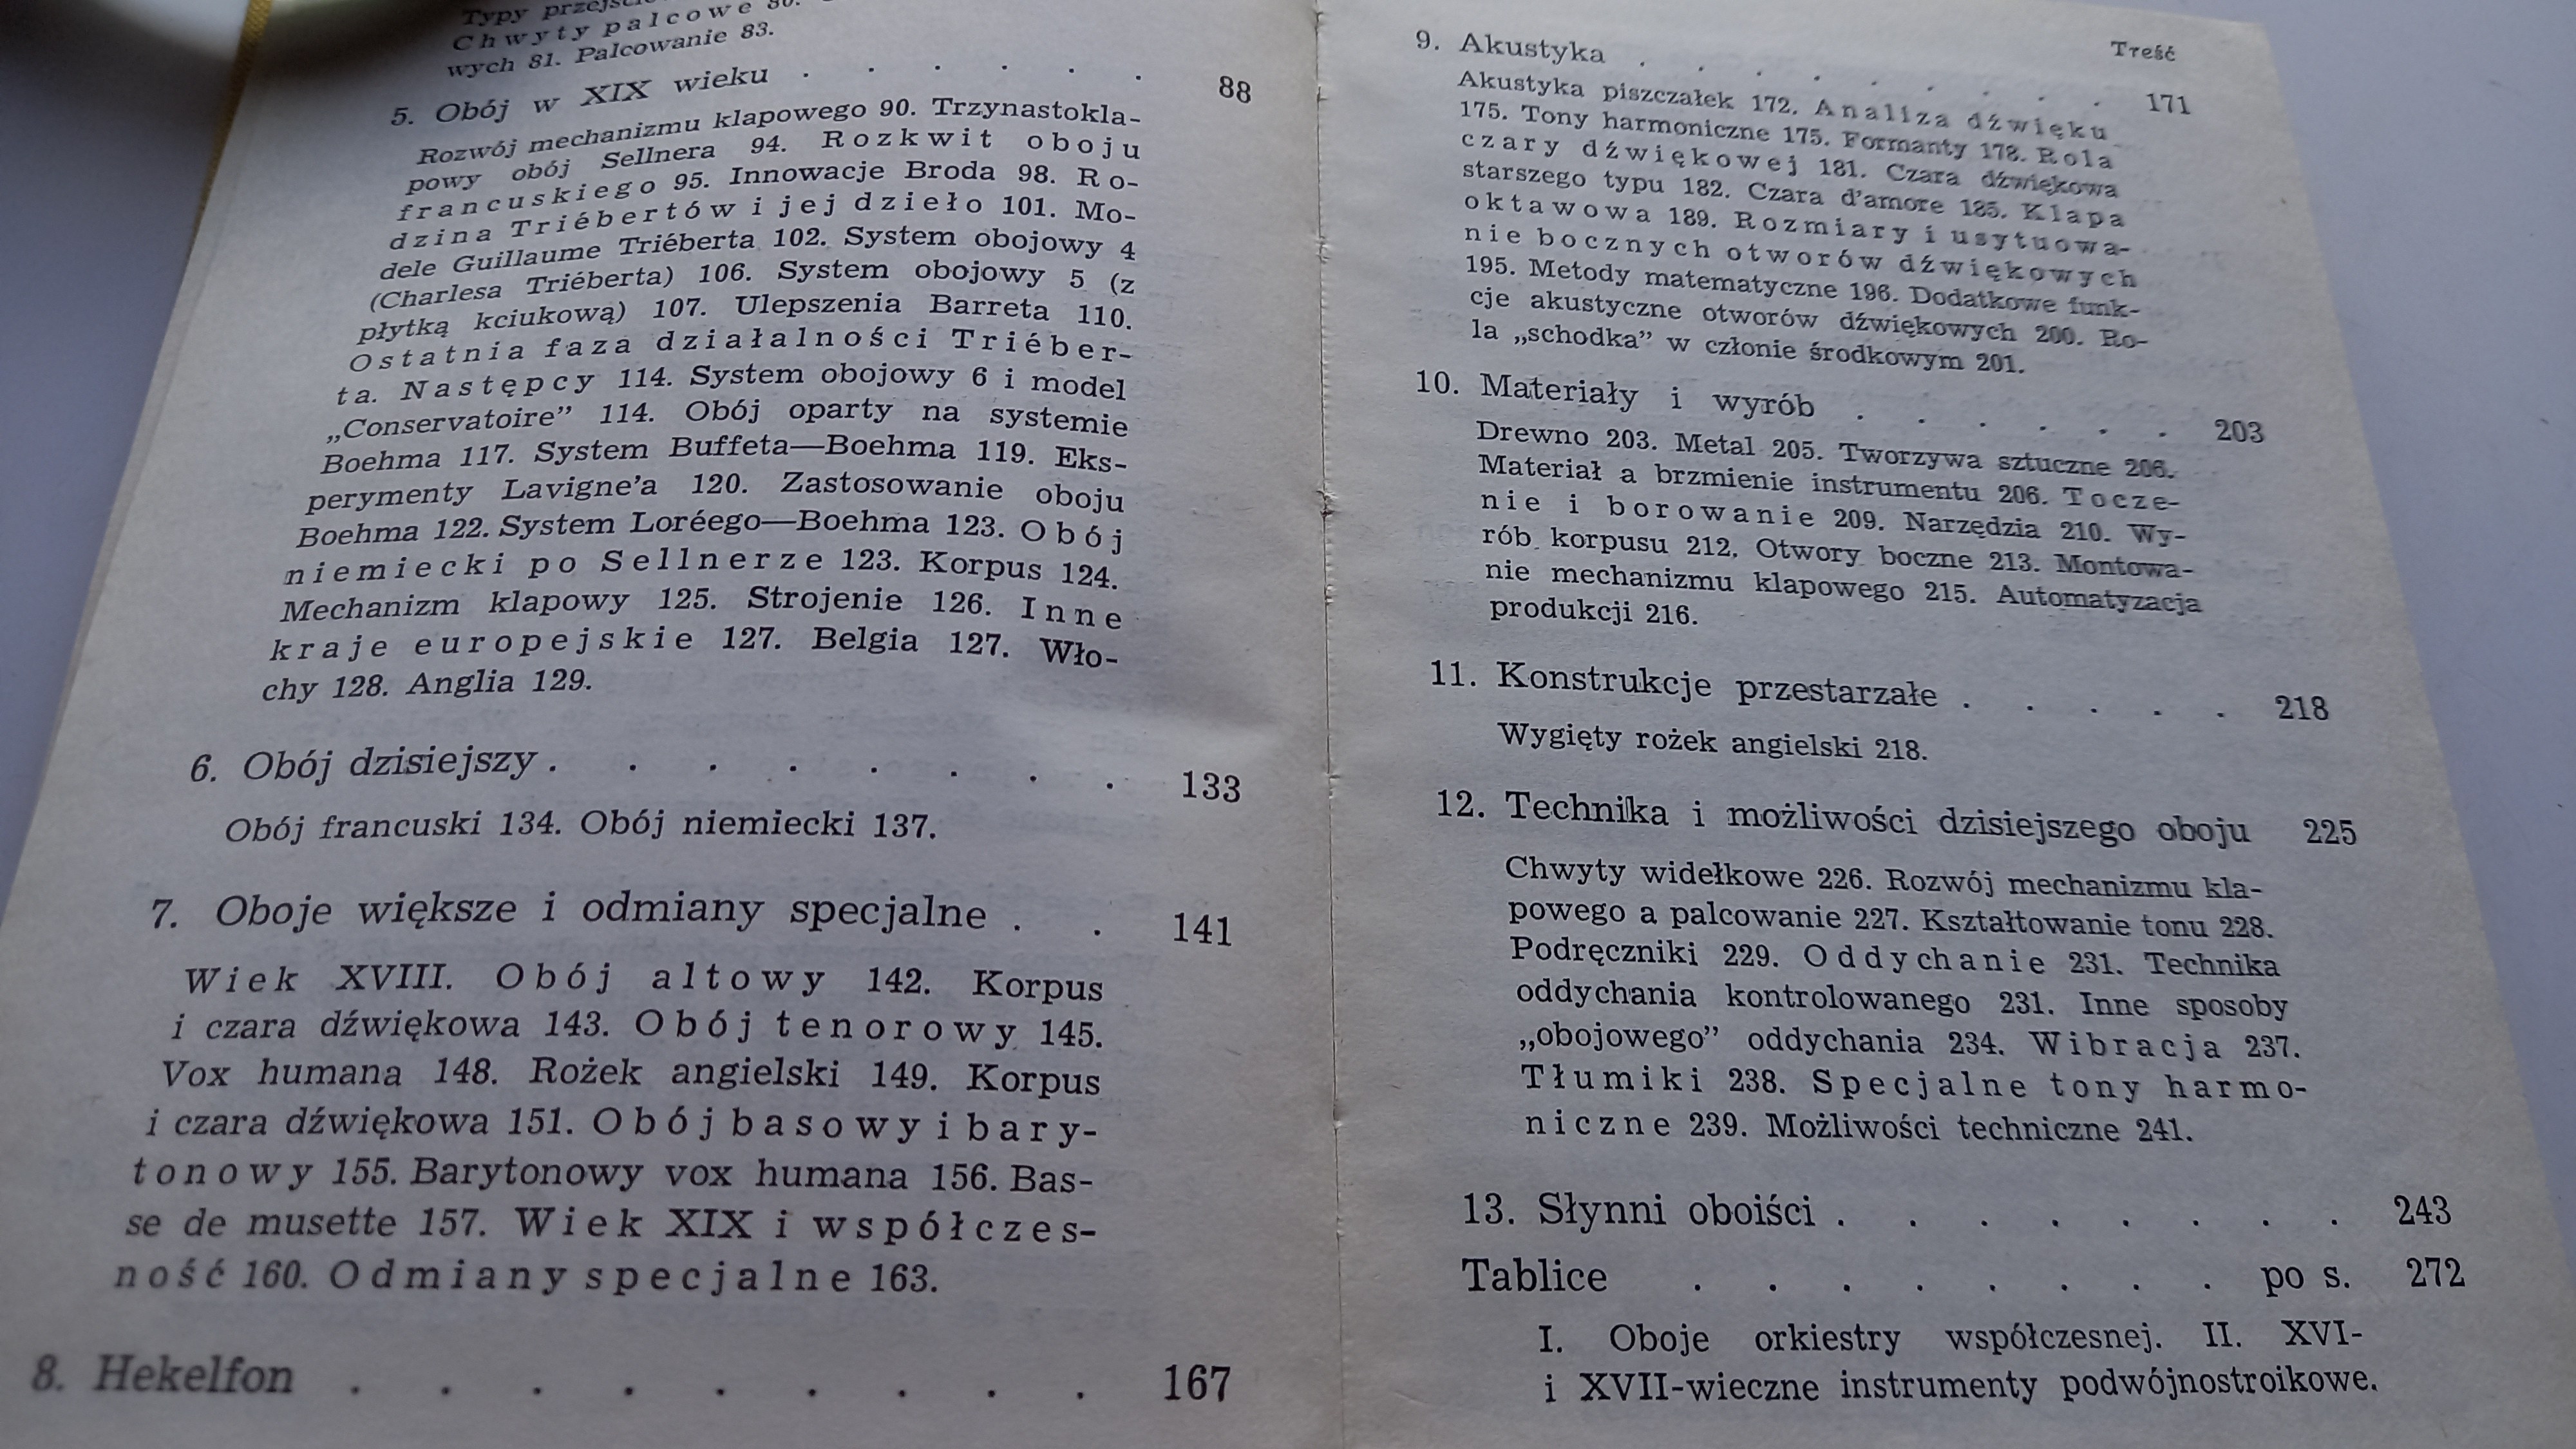 Typy
Chwyty palcowe 80.
wych 81. Palcowanie 83.
5. Obój w XIX wieku . . . . . . 88
Rozwój mechanizmu klapowego 90. Trzynastokla-
powy obój Sellnera 94. Rozkwit oboju
francuskiego 95. Innowacje Broda 98. Ro-
dzina Triébertów i jej dzieło 101. Mo-
dele Guillaume Triéberta 102. System obojowy 4
(Charlesa Triéberta) 106. System obojowy 5 (z
płytką kciukową) 107. Ulepszenia Barreta 110.
Ostatnia faza działalności Triéber-
ta. Następcy 114. System obojowy 6 i model
„Conservatoire” 114. Obój oparty na systemie
Boehma 117. System Buffeta—Boehma 119. Eks-
perymenty Lavigne’a 120. Zastosowanie oboju
Boehma 122. System Loréego—Boehma 123. Obój
niemiecki po Sellnerze 123. Korpus 124.
Mechanizm klapowy 125. Strojenie 126. Inne
kraje europejskie 127. Belgia 127. Wło-
chy 128. Anglia 129.
6. Obój dzisiejszy . . . . . . . . 133
Obój francuski 134. Obój niemiecki 137.
7. Oboje większe i odmiany specjalne . . 141
Wiek XVIII. Obój altowy 142. Korpus
i czara dźwiękowa 143. Obój tenorowy 145.
Vox humana 148. Rożek angielski 149. Korpus
i czara dźwiękowa 151. Obój basowy i bary-
tonowy 155. Barytonowy vox humana 156. Bas-
se de musette 157. Wiek XIX i współczes-
ność 160. Odmiany specjalne 163.
8. Hekelfon . . . . . . . . . 167
Treść
9. Akustyka . . . . . . . . . 171
Akustyka piszczałek 172. Analiza dźwięku
175. Tony harmoniczne 175. Formanty 178. Rola
czary dźwiękowej 181. Czara dźwiękowa
starszego typu 182. Czara d’amore 185. Klapa
oktawowa 189. Rozmiary i usytuowa-
nie bocznych otworów dźwiękowych
195. Metody matematyczne 196. Dodatkowe funk-
cje akustyczne otworów dźwiękowych 200. Ro-
la „schodka” w członie środkowym 201.
10. Materiały i wyrób . . . . . . 203
Drewno 203. Metal 205. Tworzywa sztuczne 206.
Materiał a brzmienie instrumentu 206. Tocze-
nie i borowanie 209. Narzędzia 210. Wy-
rób korpusu 212, Otwory boczne 213. Montowa-
nie mechanizmu klapowego 215. Automatyzacja
produkcji 216.
11. Konstrukcje przestarzałe . . . . . 218
Wygięty rożek angielski 218.
12. Technika i możliwości dzisiejszego oboju 225
Chwyty widełkowe 226. Rozwój mechanizmu kla-
powego a palcowanie 227. Kształtowanie tonu 228.
Podręczniki 229. Oddychanie 231. Technika
oddychania kontrolowanego 231. Inne sposoby
„obojowego” oddychania 234. Wibracja 237.
Tłumiki 238. Specjalne tony harmo-
niczne 239. Możliwości techniczne 241.
13. Słynni oboiści . . . . . . . . 243
Tablice . . . . . . . . po s. 272
I. Oboje orkiestry współczesnej. II. XVI-
i XVII-wieczne instrumenty podwójnostroikowe.